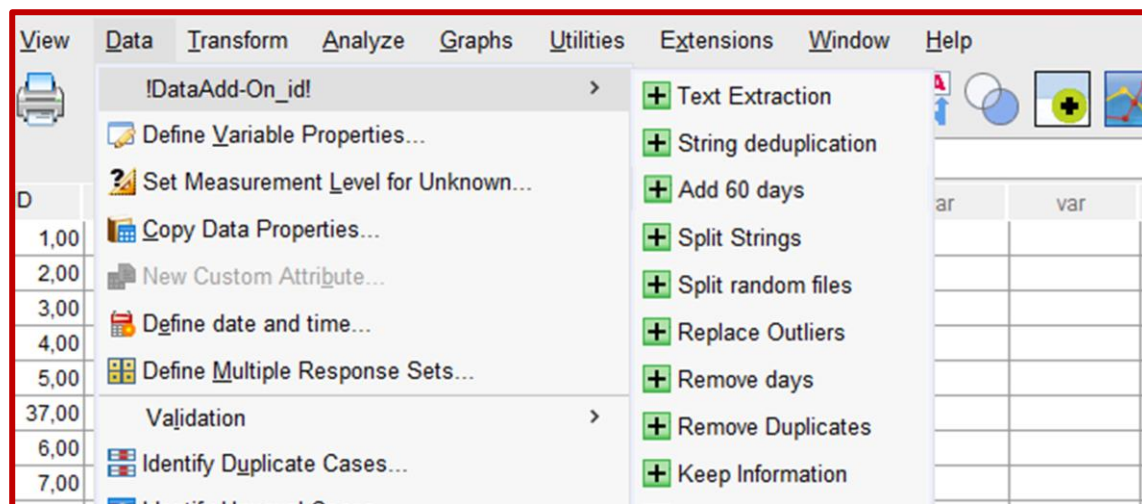 View Data Transform Analyze Graphs Utilities Extensions Window Help
!DataAdd-On_id! >
Define Variable Properties...
Set Measurement Level for Unknown...
Copy Data Properties...
New Custom Attribute...
Define date and time...
Define Multiple Response Sets...
Validation >
Identify Duplicate Cases...
Text Extraction
String deduplication
Add 60 days
Split Strings
Split random files
Replace Outliers
Remove days
Remove Duplicates
Keep Information
A
D
ar var
1,00
2,00
3,00
4,00
5,00
37,00
6,00
7,00